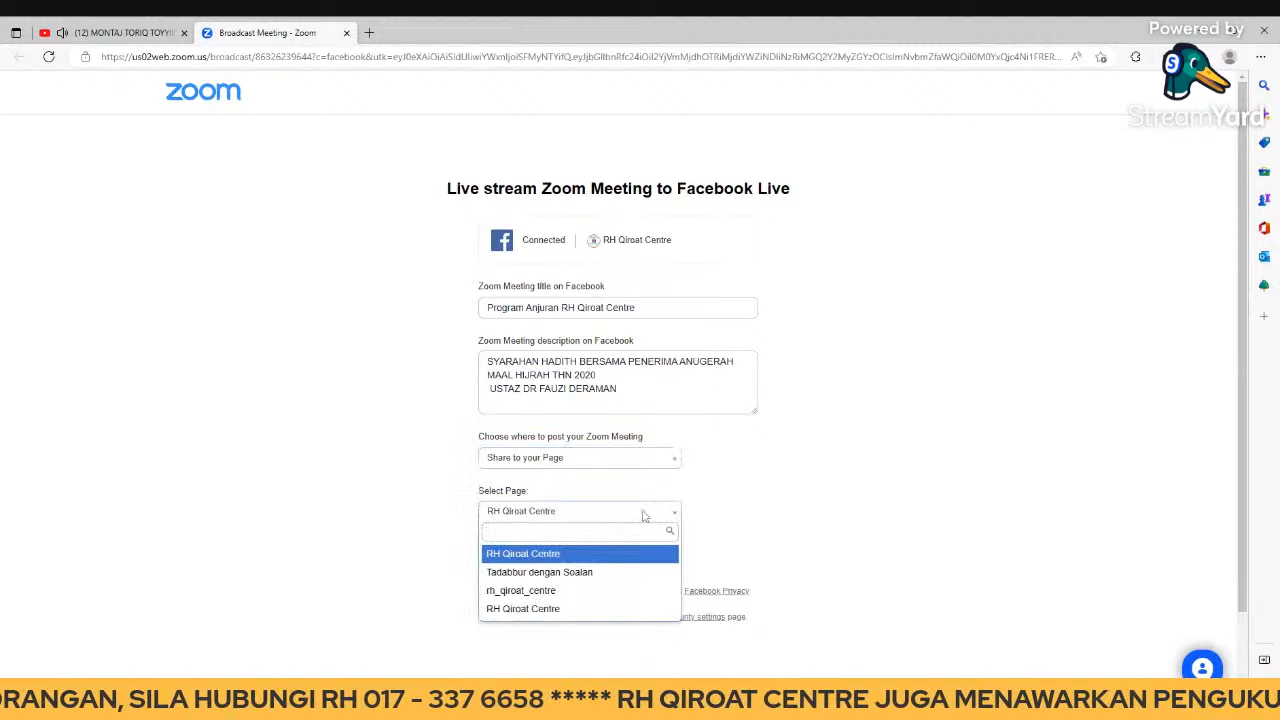 Powered by
StreamYard
(12) MONTAJ TORIQ TOYYIB
Broadcast Meeting - Zoom
zoom
Live stream Zoom Meeting to Facebook Live
Connected
RH Qiroat Centre
Zoom Meeting title on Facebook
Program Anjuran RH Qiroat Centre
Zoom Meeting description on Facebook
SYARAHAN HADITH BERSAMA PENERIMA ANUGERAH
MAAL HIJRAH THN 2020
USTAZ DR FAUZI DERAMAN
Choose where to post your Zoom Meeting
Share to your Page
Select Page:
RH Qiroat Centre
RH Qiroat Centre
Tadabbur dengan Soalan
rh_qiroat_centre
RH Qiroat Centre
Facebook Privacy
settings page.
ORANGAN, SILA HUBUNGI RH 017 - 337 6658 ***** RH QIROAT CENTRE JUGA MENAWARKAN PENGUKU